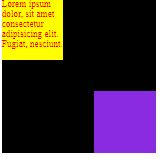 Lorem ipsum
dolor, sit amet
consectetur
adipisicing elit.
Fugiat, nesciunt.